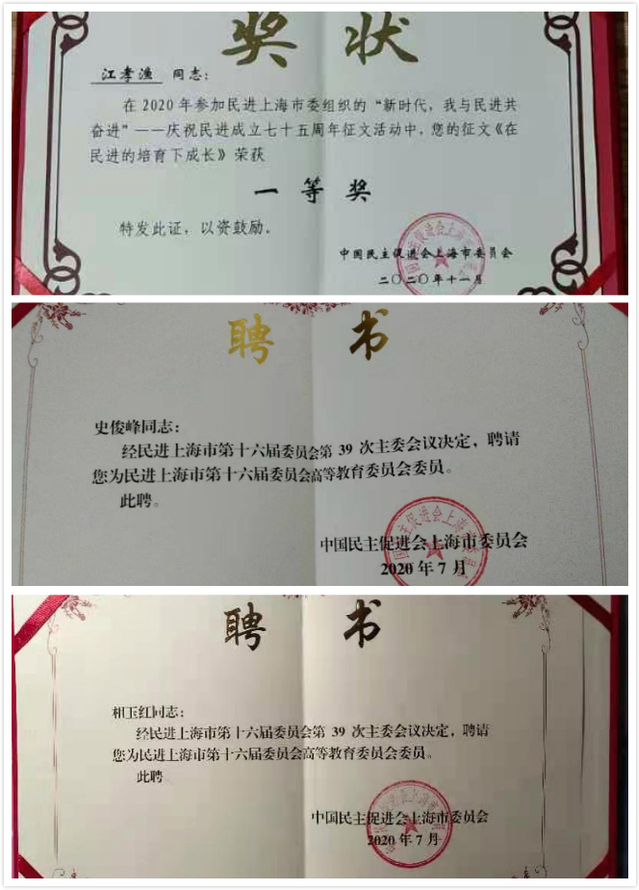 奖状
江孝渔 同志：
在2020年参加民进上海市委组织的“新时代，我与民进共
奋进”——庆祝民进成立七十五周年征文活动中，您的征文《在
民进的培育下成长》荣获
一等奖
特发此证，以资鼓励。
中国民主促进会上海市委员会
二〇二〇年十一月
聘书
史俊峰同志：
经民进上海市第十六届委员会第 39 次主委会议决定，聘请
您为民进上海市第十六届委员会高等教育委员会委员。
此聘。
中国民主促进会上海市委员会
2020 年 7 月
聘书
相玉红同志：
经民进上海市第十六届委员会第 39 次主委会议决定，聘请
您为民进上海市第十六届委员会高等教育委员会委员。
此聘
中国民主促进会上海市委员会
2020 年 7 月